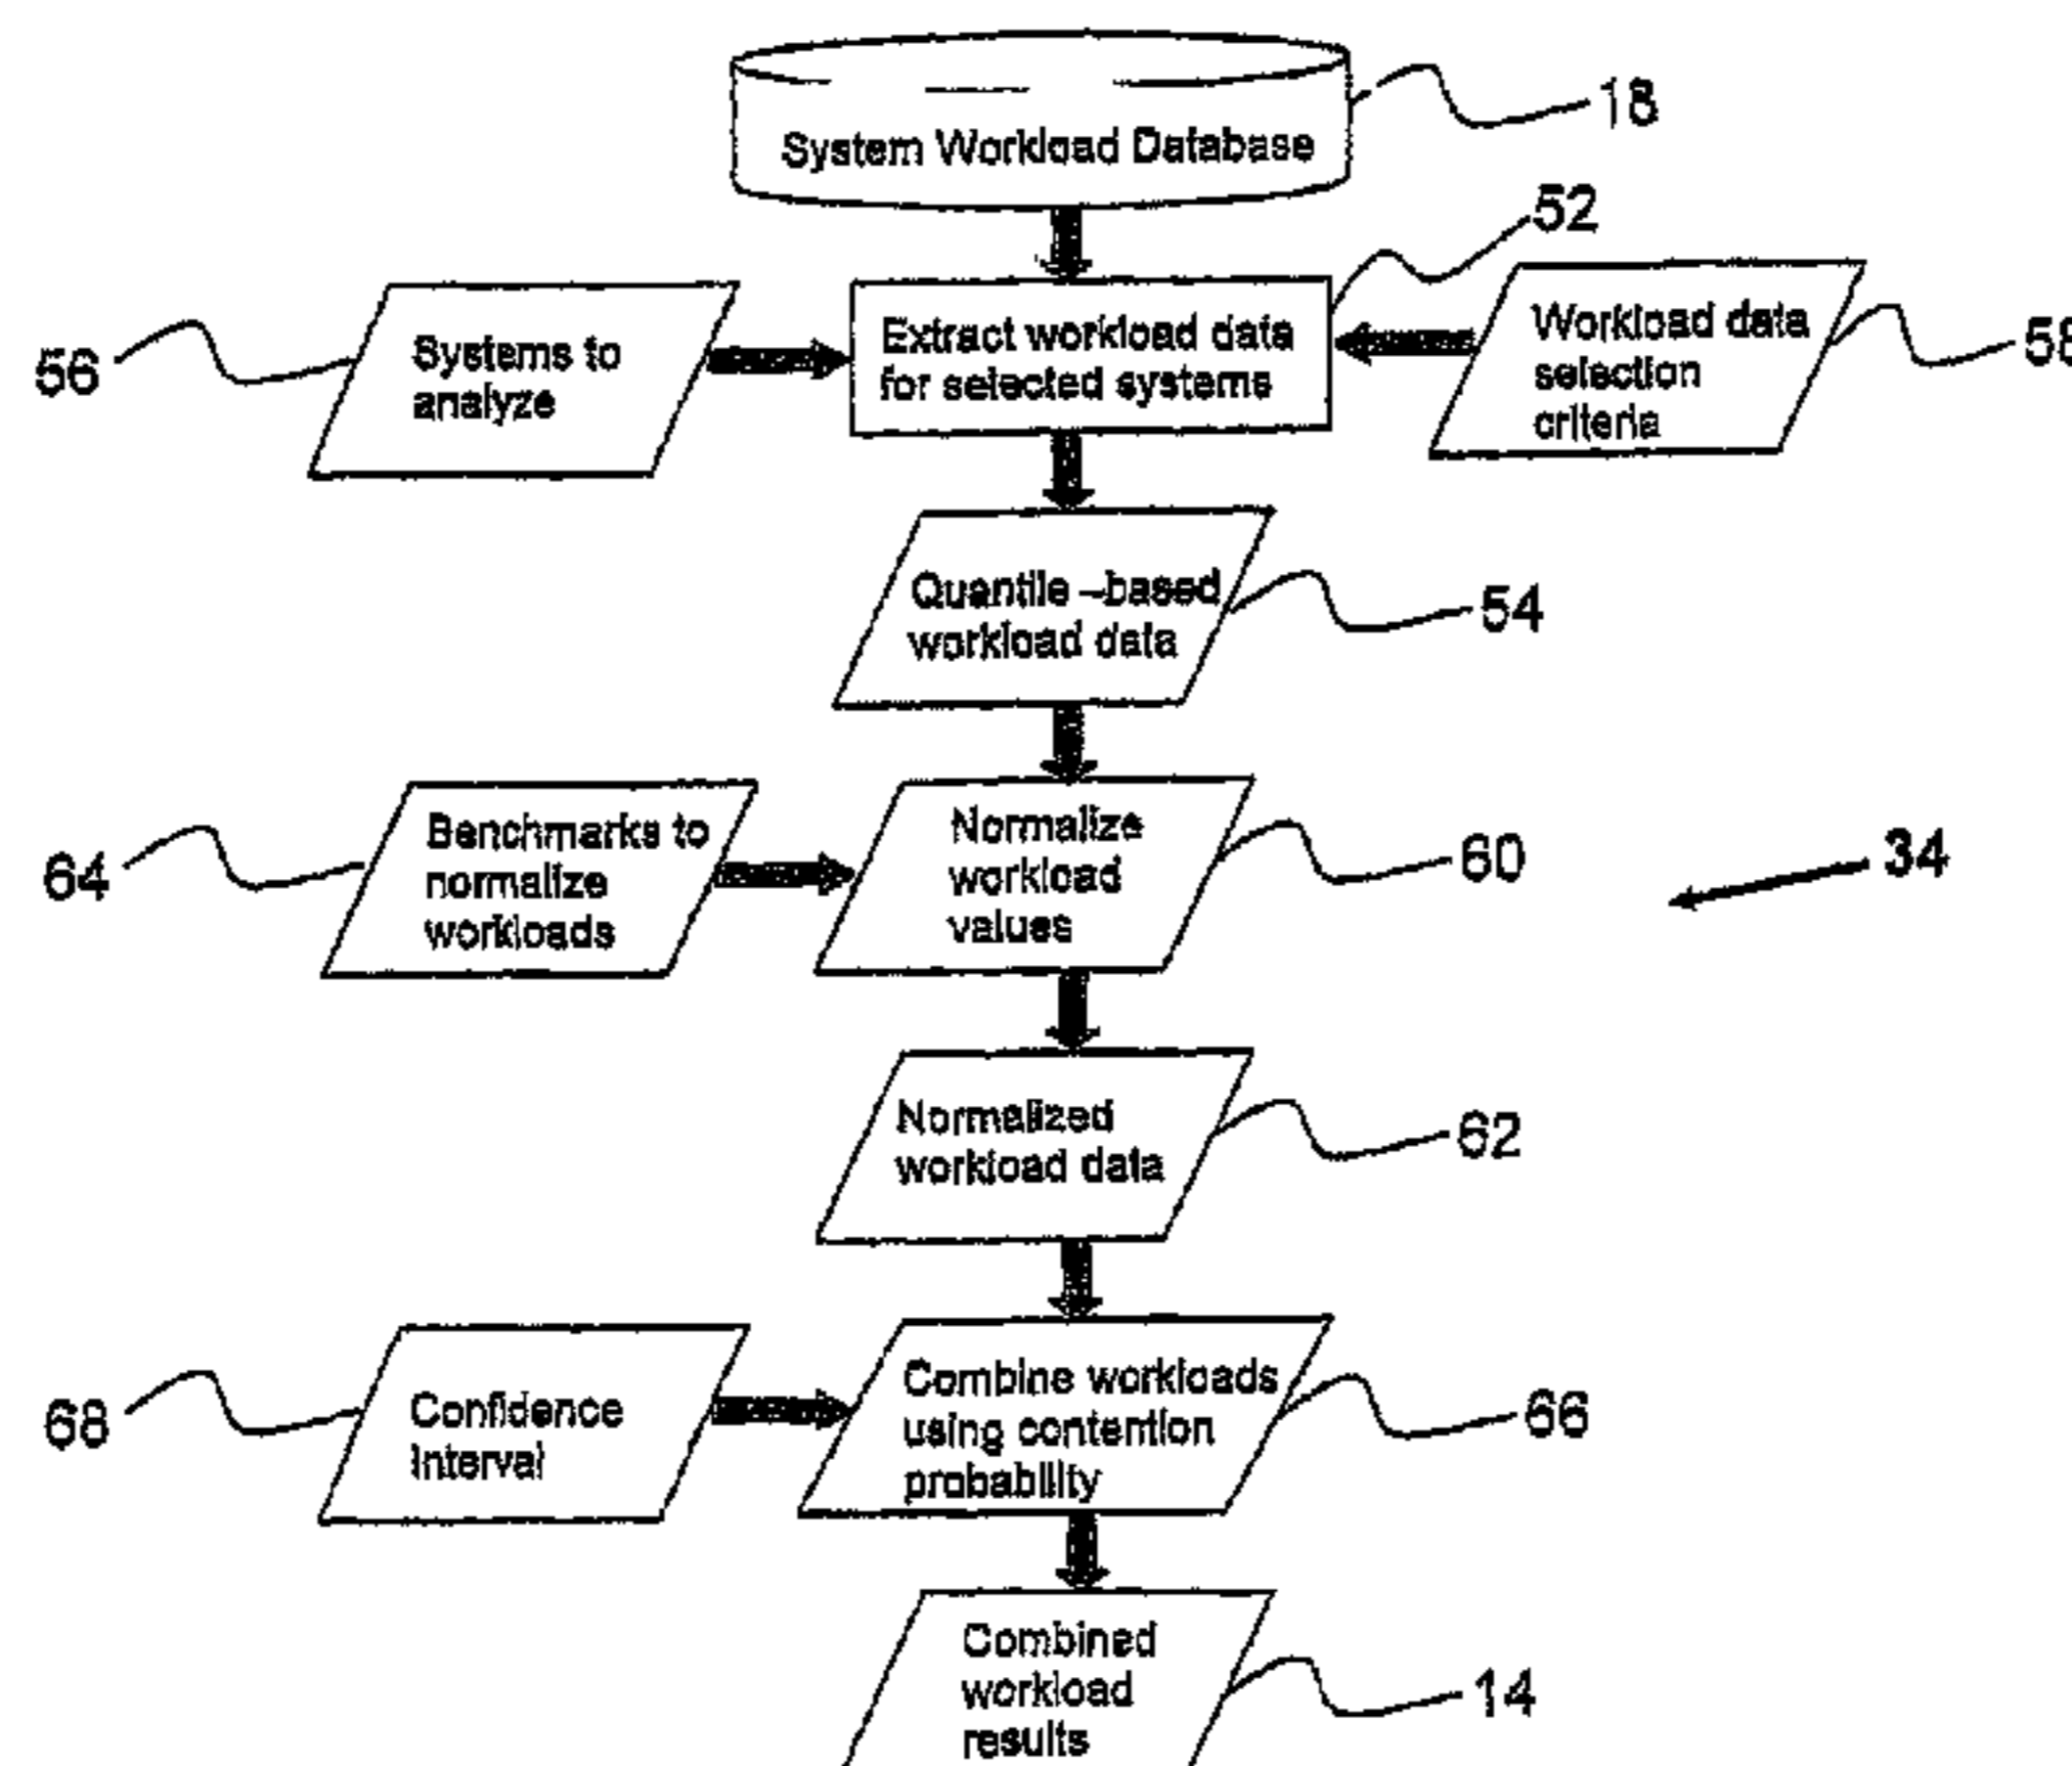 System Workload Database
18
52
56
Systems to
analyze
Extract workload data
for selected systems
Workload data
selection
criteria
58
Quantile –based
workload data
54
64
Benchmarks to
normalize
workloads
Normalize
workload
values
60
34
Normalized
workload data
62
68
Confidence
Interval
Combine workloads
using contention
probability
66
Combined
workload
results
14